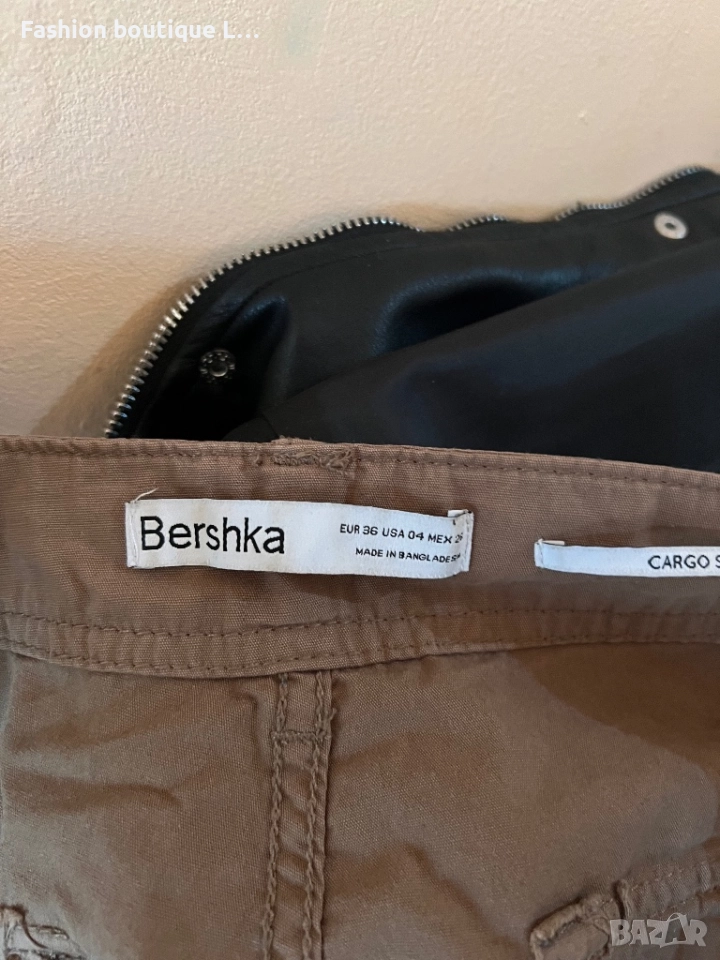 Fashion boutique L...
Bershka
EUR 36 USA 04 MEX 26
MADE IN BANGLADESH
CARGO S
BAZAR